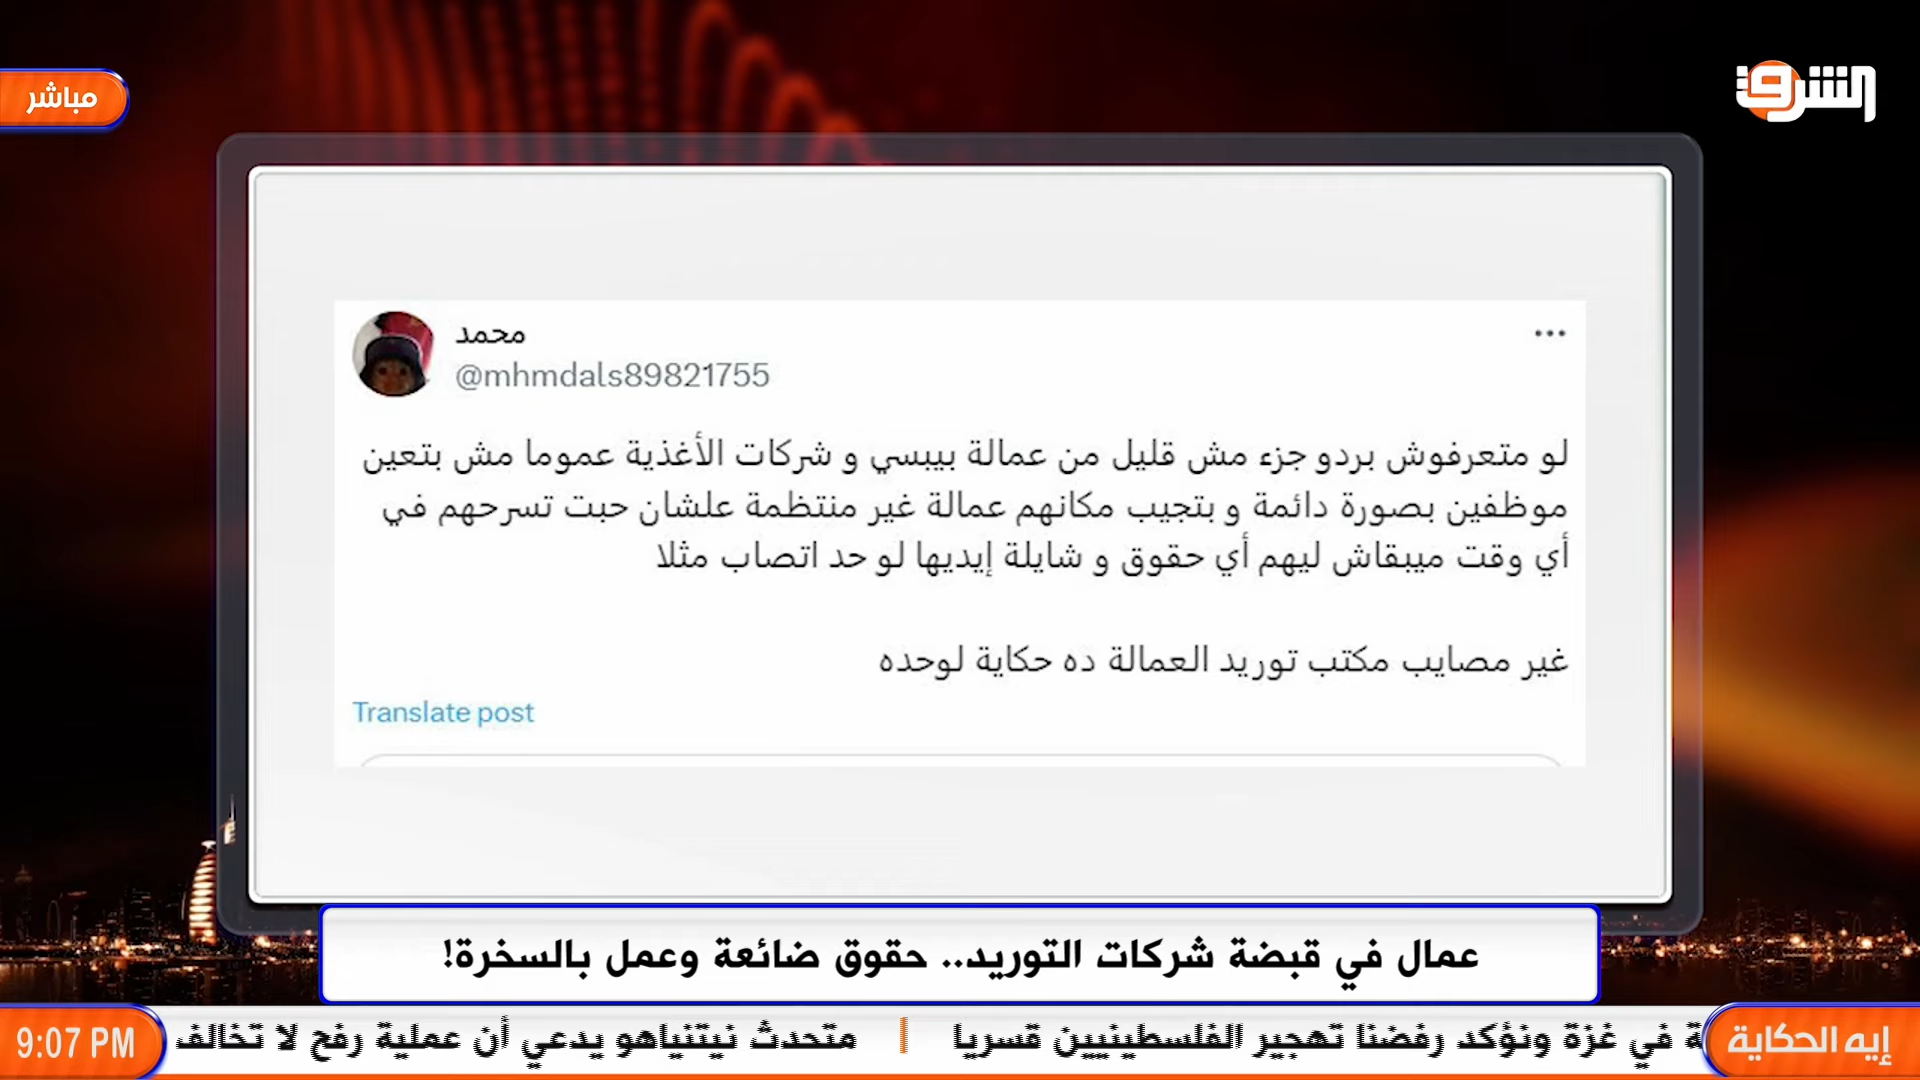 مباشر
الشرق
محمد
@mhmdals89821755
لو متعرفوش بردو جزء مش قليل من عمالة بيبسي و شركات الأغذية عموما مش بتعين
موظفين بصورة دائمة و بتجيب مكانهم عمالة غير منتظمة علشان حبت تسرحهم في
أي وقت ميبقاش ليهم أي حقوق و شايلة إيديها لو حد اتصاب مثلا
غير مصايب مكتب توريد العمالة ده حكاية لوحده
Translate post
عمال في قبضة شركات التوريد.. حقوق ضائعة وعمل بالسخرة!
إيه الحكاية
ة في غزة ونؤكد رفضنا تهجير الفلسطينيين قسريا | متحدث نيتنياهو يدعي أن عملية رفح لا تخالف
9:07 PM